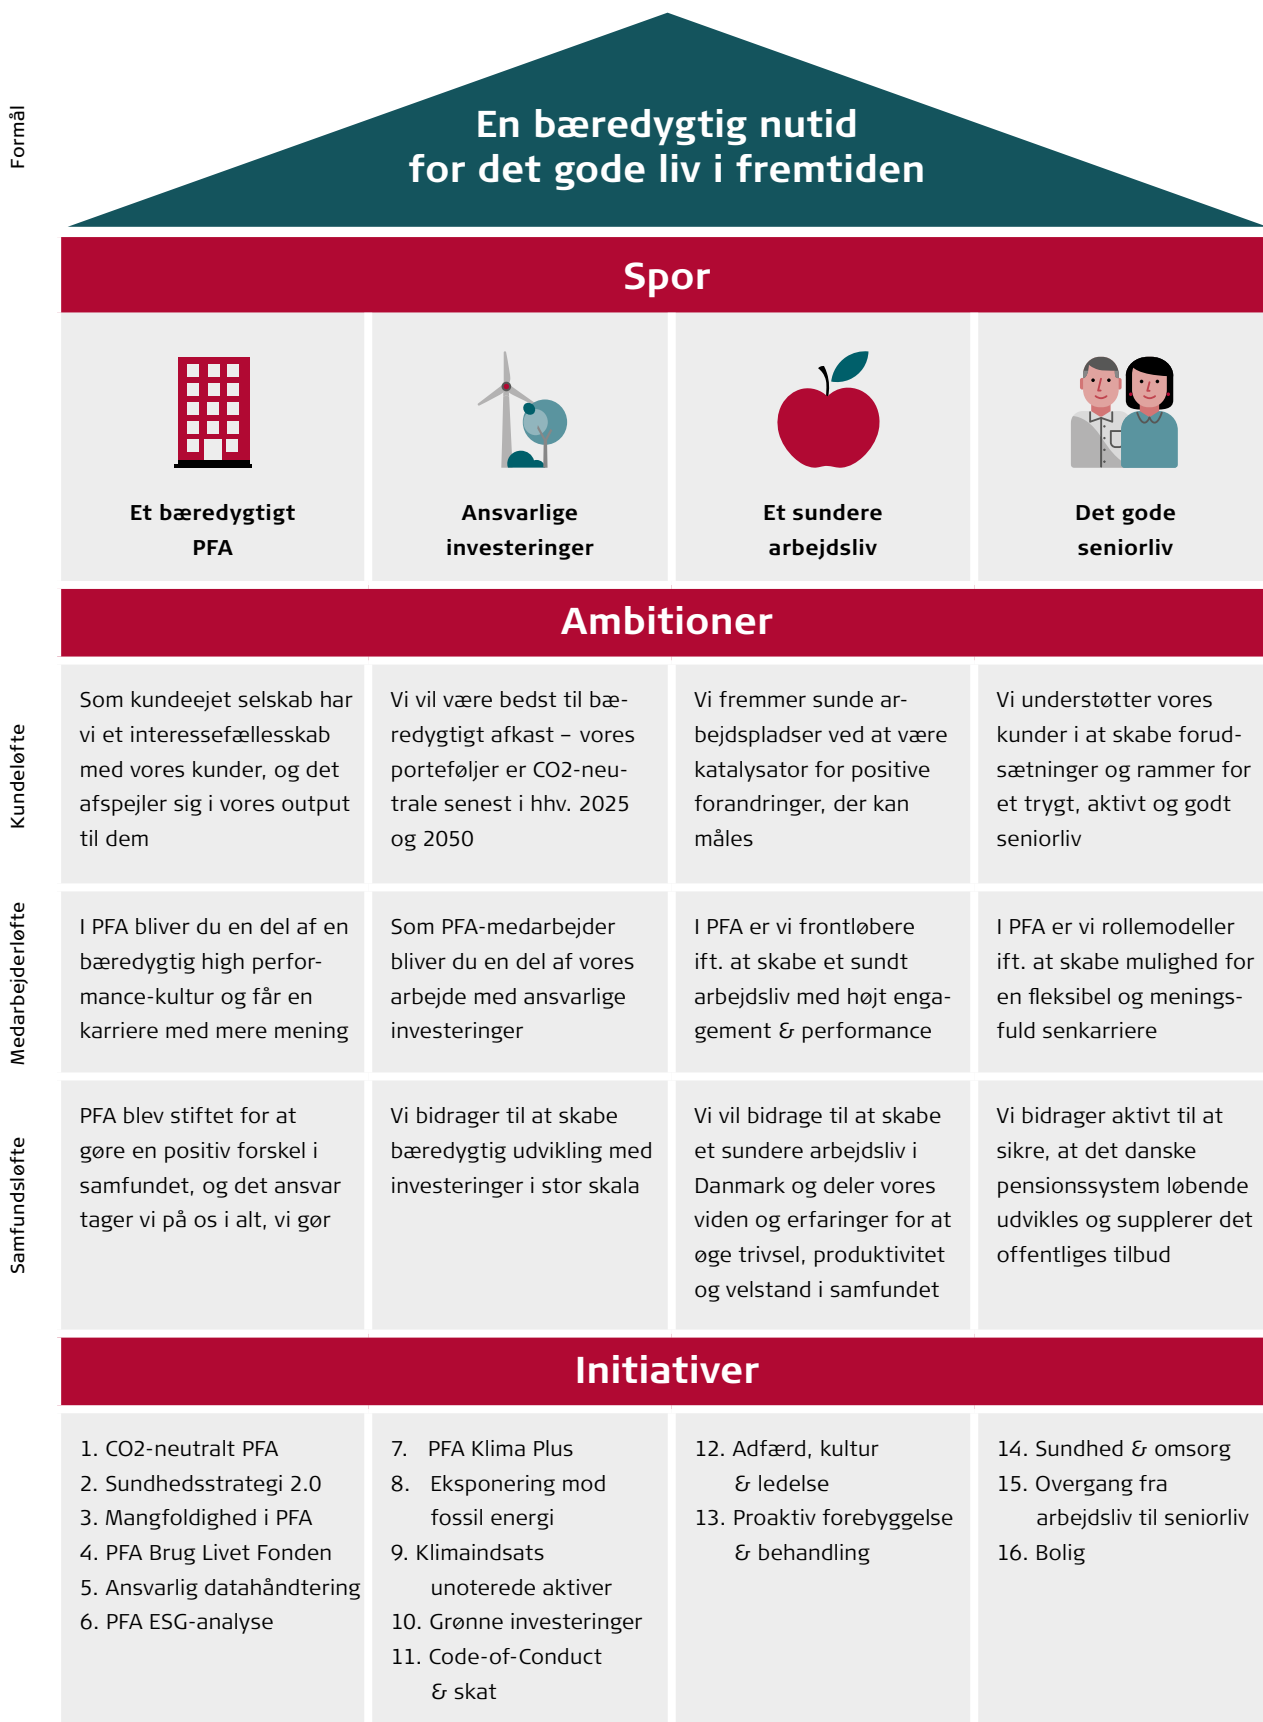 Formål
En bæredygtig nutid
for det gode liv i fremtiden
Spor
Et bæredygtigt
PFA
Ansvarlige
investeringer
Et sundere
arbejdsliv
Det gode
seniorliv
Ambitioner
Kundeløfte
Som kundeejet selskab har
vi et interessefællesskab
med vores kunder, og det
afspejler sig i vores output
til dem
Vi vil være bedst til bæ-
redygtigt afkast – vores
porteføljer er CO2-neu-
trale senest i hhv. 2025
og 2050
Vi fremmer sunde ar-
bejdspladser ved at være
katalysator for positive
forandringer, der kan
måles
Vi understøtter vores
kunder i at skabe forud-
sætninger og rammer for
et trygt, aktivt og godt
seniorliv
Medarbejderløfte
I PFA bliver du en del af en
bæredygtig high perfor-
mance-kultur og får en
karriere med mere mening
Som PFA-medarbejder
bliver du en del af vores
arbejde med ansvarlige
investeringer
I PFA er vi frontløbere
ift. at skabe et sundt
arbejdsliv med højt enga-
gement & performance
I PFA er vi rollemodeller
ift. at skabe mulighed for
en fleksibel og menings-
fuld senkarriere
Samfundsløfte
PFA blev stiftet for at
gøre en positiv forskel i
samfundet, og det ansvar
tager vi på os i alt, vi gør
Vi bidrager til at skabe
bæredygtig udvikling med
investeringer i stor skala
Vi vil bidrage til at skabe
et sundere arbejdsliv i
Danmark og deler vores
viden og erfaringer for at
øge trivsel, produktivitet
og velstand i samfundet
Vi bidrager aktivt til at
sikre, at det danske
pensionssystem løbende
udvikles og supplerer det
offentliges tilbud
Initiativer
1. CO2-neutralt PFA
2. Sundhedsstrategi 2.0
3. Mangfoldighed i PFA
4. PFA Brug Livet Fonden
5. Ansvarlig datahåndtering
6. PFA ESG-analyse
7. PFA Klima Plus
8. Eksponering mod
fossil energi
9. Klimaindsats
unoterede aktiver
10. Grønne investeringer
11. Code-of-Conduct
& skat
12. Adfærd, kultur
& ledelse
13. Proaktiv forebyggelse
& behandling
14. Sundhed & omsorg
15. Overgang fra
arbejdsliv til seniorliv
16. Bolig